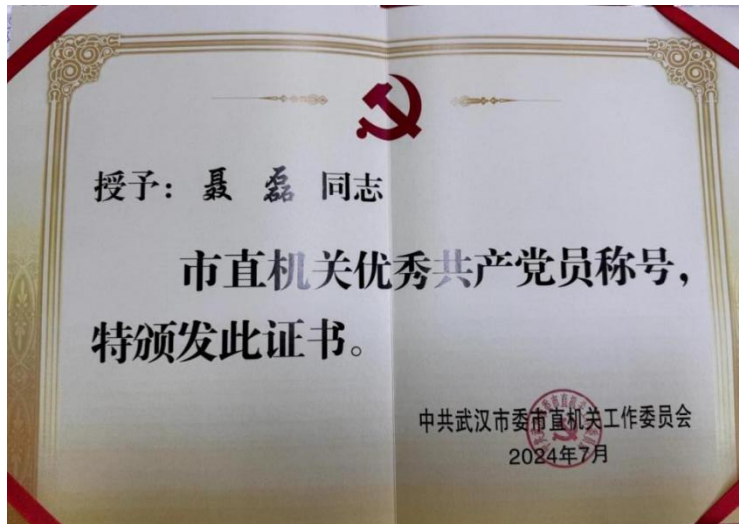 授予：聂 磊 同志
市直机关优秀共产党员称号，
特颁发此证书。
中共武汉市委市直机关工作委员会
2024年7月